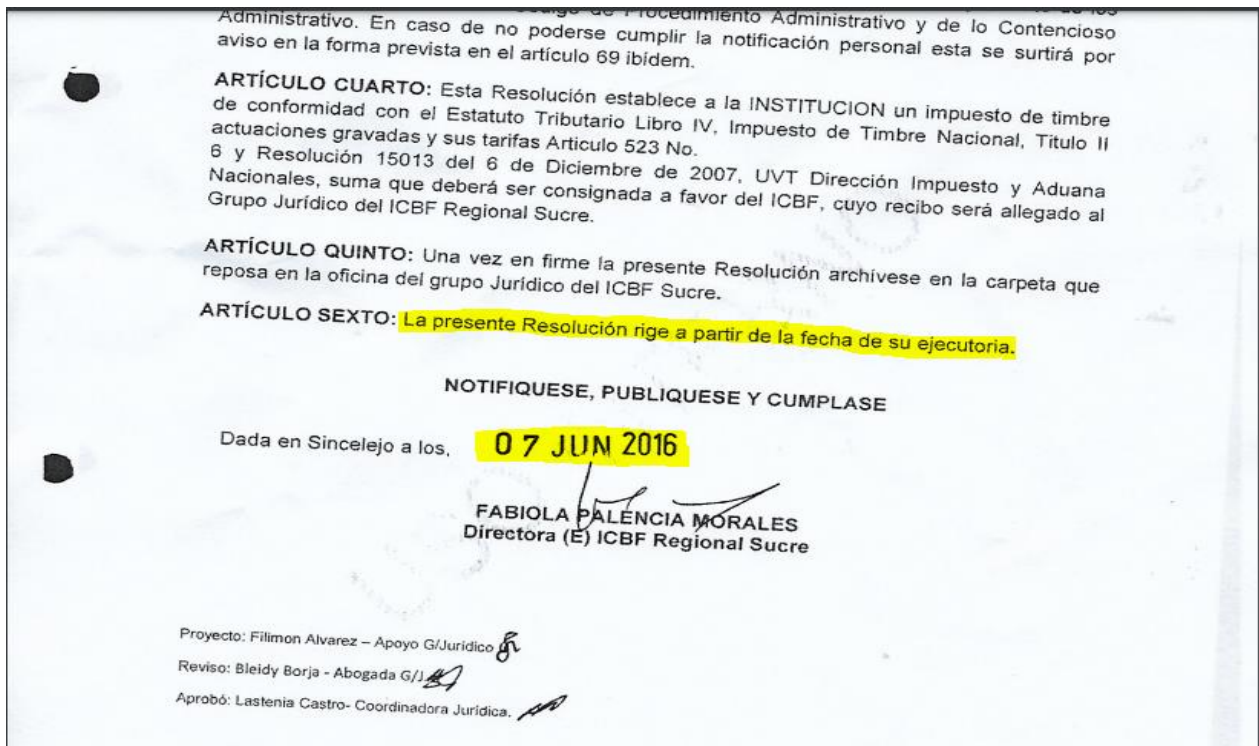 Código de Procedimiento Administrativo y de lo Contencioso
Administrativo. En caso de no poderse cumplir la notificación personal esta se surtirá por
aviso en la forma prevista en el artículo 69 ibídem.
ARTÍCULO CUARTO: Esta Resolución establece a la INSTITUCION un impuesto de timbre
de conformidad con el Estatuto Tributario Libro IV, Impuesto de Timbre Nacional, Titulo II
actuaciones gravadas y sus tarifas Articulo 523 No.
6 y Resolución 15013 del 6 de Diciembre de 2007, UVT Dirección Impuesto y Aduana
Nacionales, suma que deberá ser consignada a favor del ICBF, cuyo recibo será allegado al
Grupo Jurídico del ICBF Regional Sucre.
ARTÍCULO QUINTO: Una vez en firme la presente Resolución archívese en la carpeta que
reposa en la oficina del grupo Jurídico del ICBF Sucre.
ARTÍCULO SEXTO: La presente Resolución rige a partir de la fecha de su ejecutoria.
NOTIFIQUESE, PUBLIQUESE Y CUMPLASE
Dada en Sincelejo a los, 07 JUN 2016
FABIOLA PALENCIA MORALES
Directora (E) ICBF Regional Sucre
Proyecto: Filimon Alvarez – Apoyo G/Juridico
Reviso: Bleidy Borja - Abogada G/J.
Aprobó: Lastenia Castro- Coordinadora Jurídica.